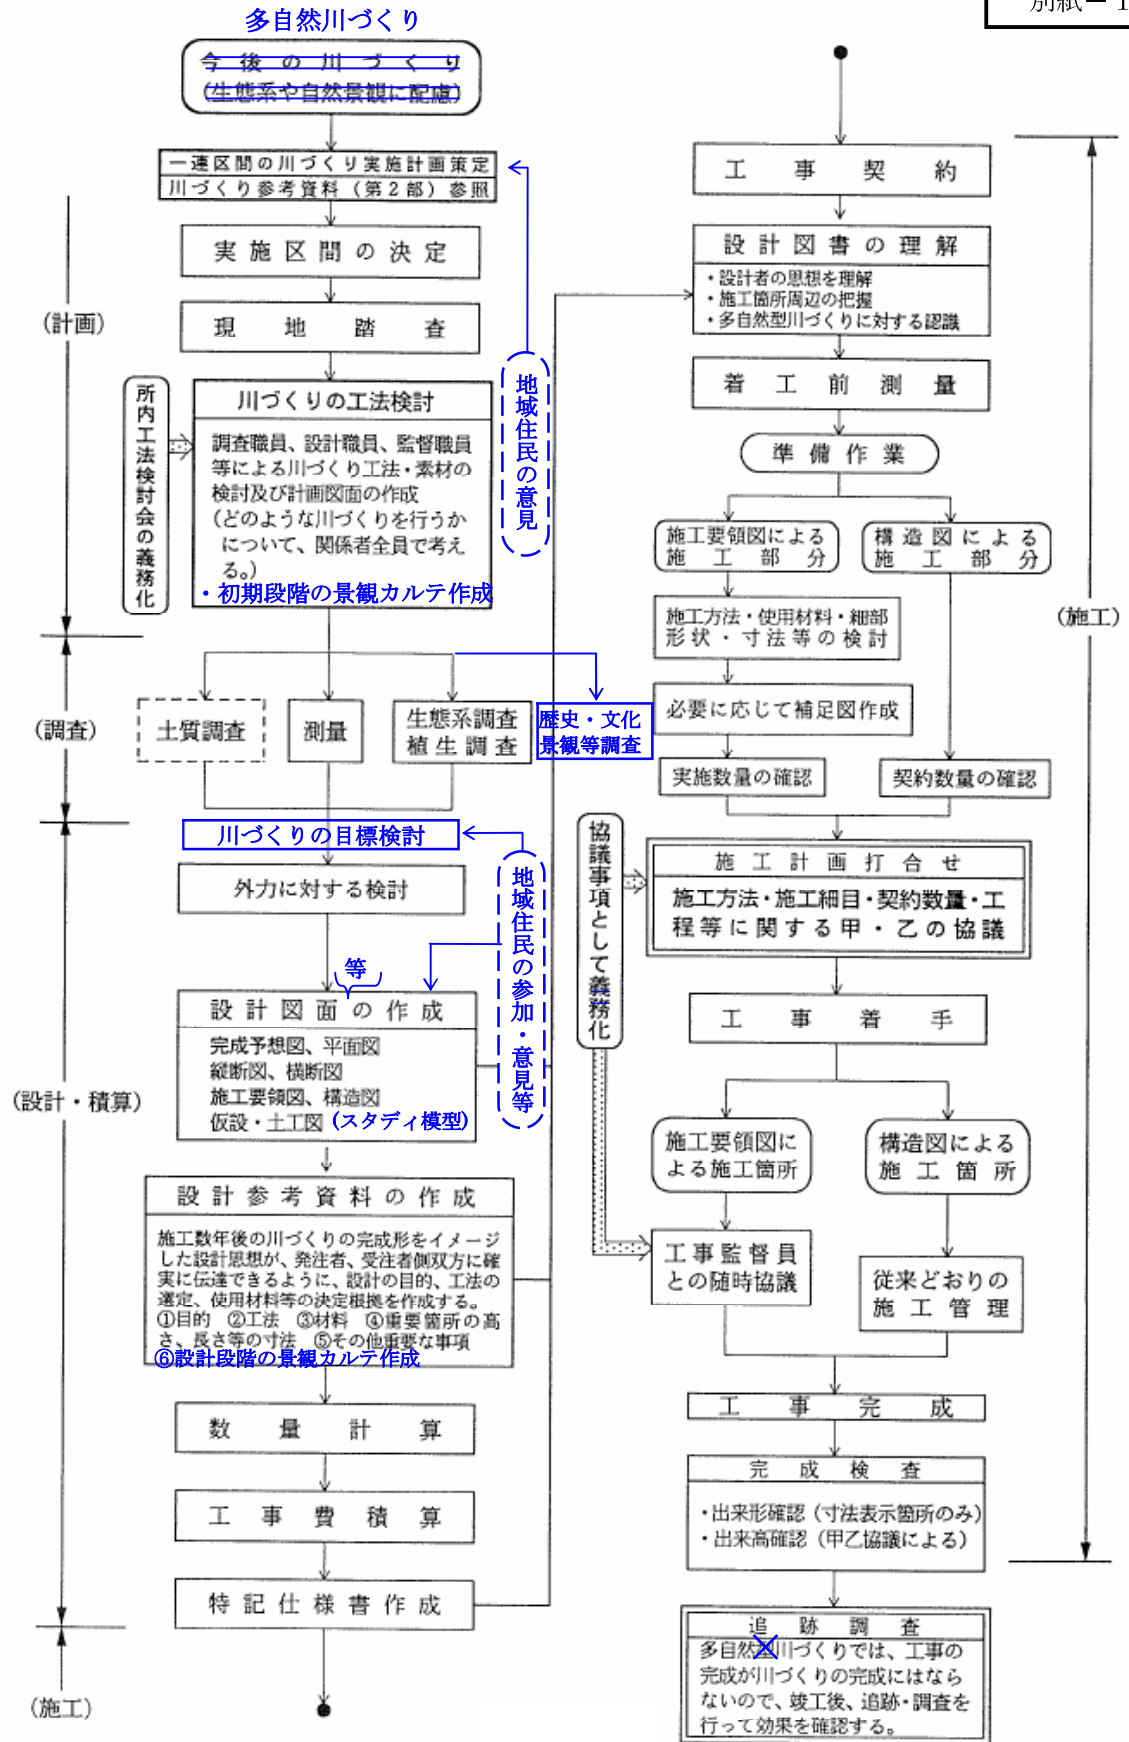 別紙－1
多自然川づくり
今後の川づくり
(生態系や自然景観に配慮)
一連区間の川づくり実施計画策定
川づくり参考資料（第2部）参照
実施区間の決定
現地踏査
(計画)
所内工法検討会の義務化
川づくりの工法検討
調査職員、設計職員、監督職員
等による川づくり工法・素材の
検討及び計画図面の作成
（どのような川づくりを行うか
について、関係者全員で考え
る。）
・初期段階の景観カルテ作成
地域住民の意見
(調査)
土質調査
測量
生態系調査
植生調査
歴史・文化
景観等調査
川づくりの目標検討
外力に対する検討
地域住民の参加・意見等
等
設計図面の作成
完成予想図、平面図
縦断図、横断図
施工要領図、構造図
仮設・土工図 (スタディ模型)
(設計・積算)
設計参考資料の作成
施工数年後の川づくりの完成形をイメージ
した設計思想が、発注者、受注者側双方に確
実に伝達できるように、設計の目的、工法の
選定、使用材料等の決定根拠を作成する。
①目的　②工法　③材料　④重要箇所の高
さ、長さ等の寸法　⑤その他重要な事項
⑥設計段階の景観カルテ作成
数量計算
工事費積算
特記仕様書作成
(施工)
工事契約
設計図書の理解
・設計者の思想を理解
・施工箇所周辺の把握
・多自然型川づくりに対する認識
着工前測量
準備作業
施工要領図による
施工部分
構造図による
施工部分
施工方法・使用材料・細部
形状・寸法等の検討
必要に応じて補足図作成
実施数量の確認
契約数量の確認
(施工)
協議事項として義務化
施工計画打合せ
施工方法・施工細目・契約数量・工
程等に関する甲・乙の協議
工事着手
施工要領図に
よる施工箇所
構造図による
施工箇所
工事監督員
との随時協議
従来どおりの
施工管理
工事完成
完成検査
・出来形確認（寸法表示箇所のみ）
・出来高確認（甲乙協議による）
追跡調査
多自然型川づくりでは、工事の
完成が川づくりの完成にはなら
ないので、竣工後、追跡・調査を
行って効果を確認する。